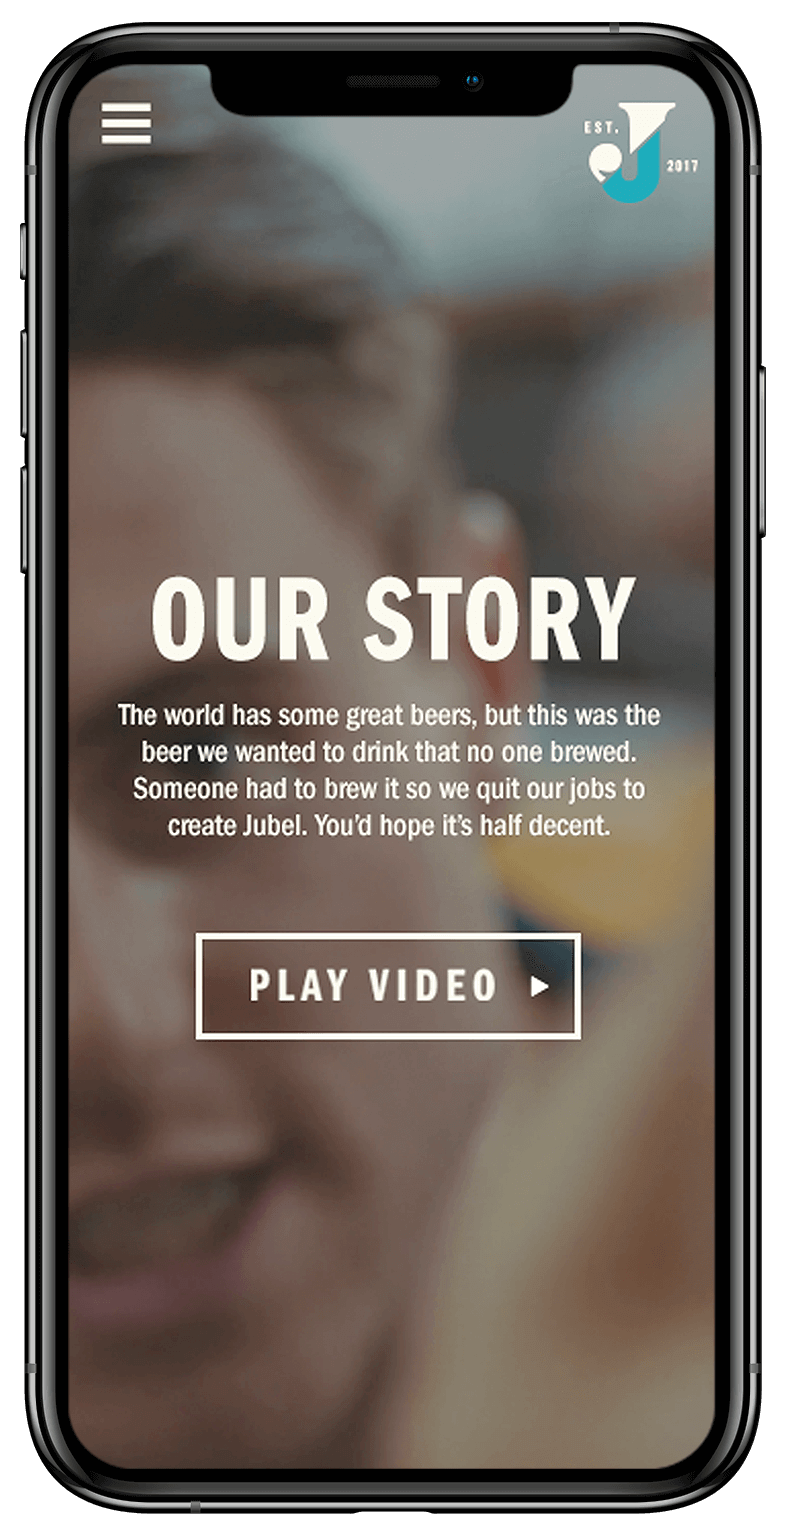 EST.
J
2017
OUR STORY
The world has some great beers, but this was the
beer we wanted to drink that no one brewed.
Someone had to brew it so we quit our jobs to
create Jubel. You’d hope it’s half decent.
PLAY VIDEO